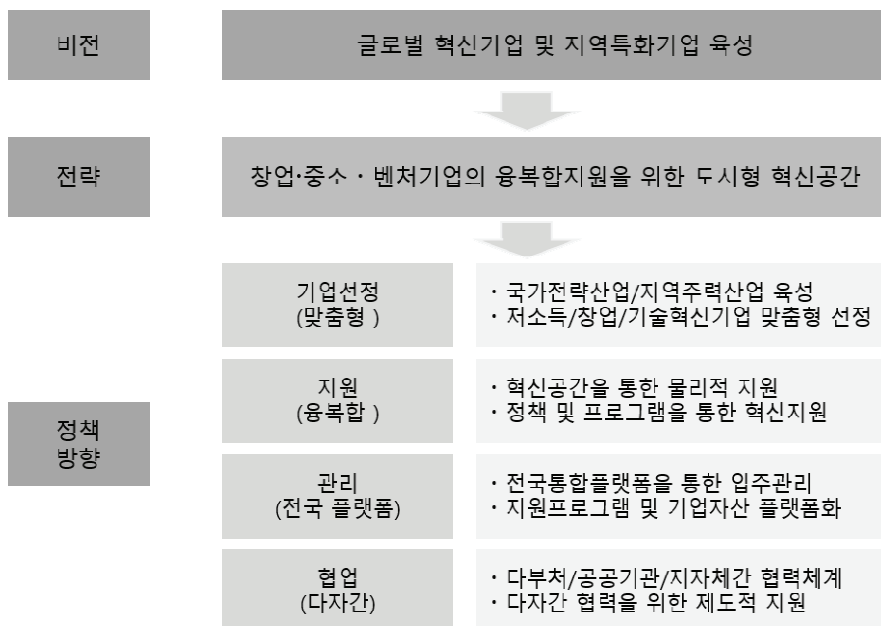 비전
글로벌 혁신기업 및 지역특화기업 육성
전략
창업·중소·벤처기업의 융복합지원을 위한 도시형 혁신공간
정책
방향
기업선정
(맞춤형 )
· 국가전략산업/지역주력산업 육성
· 저소득/창업/기술혁신기업 맞춤형 선정
지원
(융복합 )
· 혁신공간을 통한 물리적 지원
· 정책 및 프로그램을 통한 혁신지원
관리
(전국 플랫폼)
· 전국통합플랫폼을 통한 입주관리
· 지원프로그램 및 기업자산 플랫폼화
협업
(다자간)
· 다부처/공공기관/지자체간 협력체계
· 다자간 협력을 위한 제도적 지원